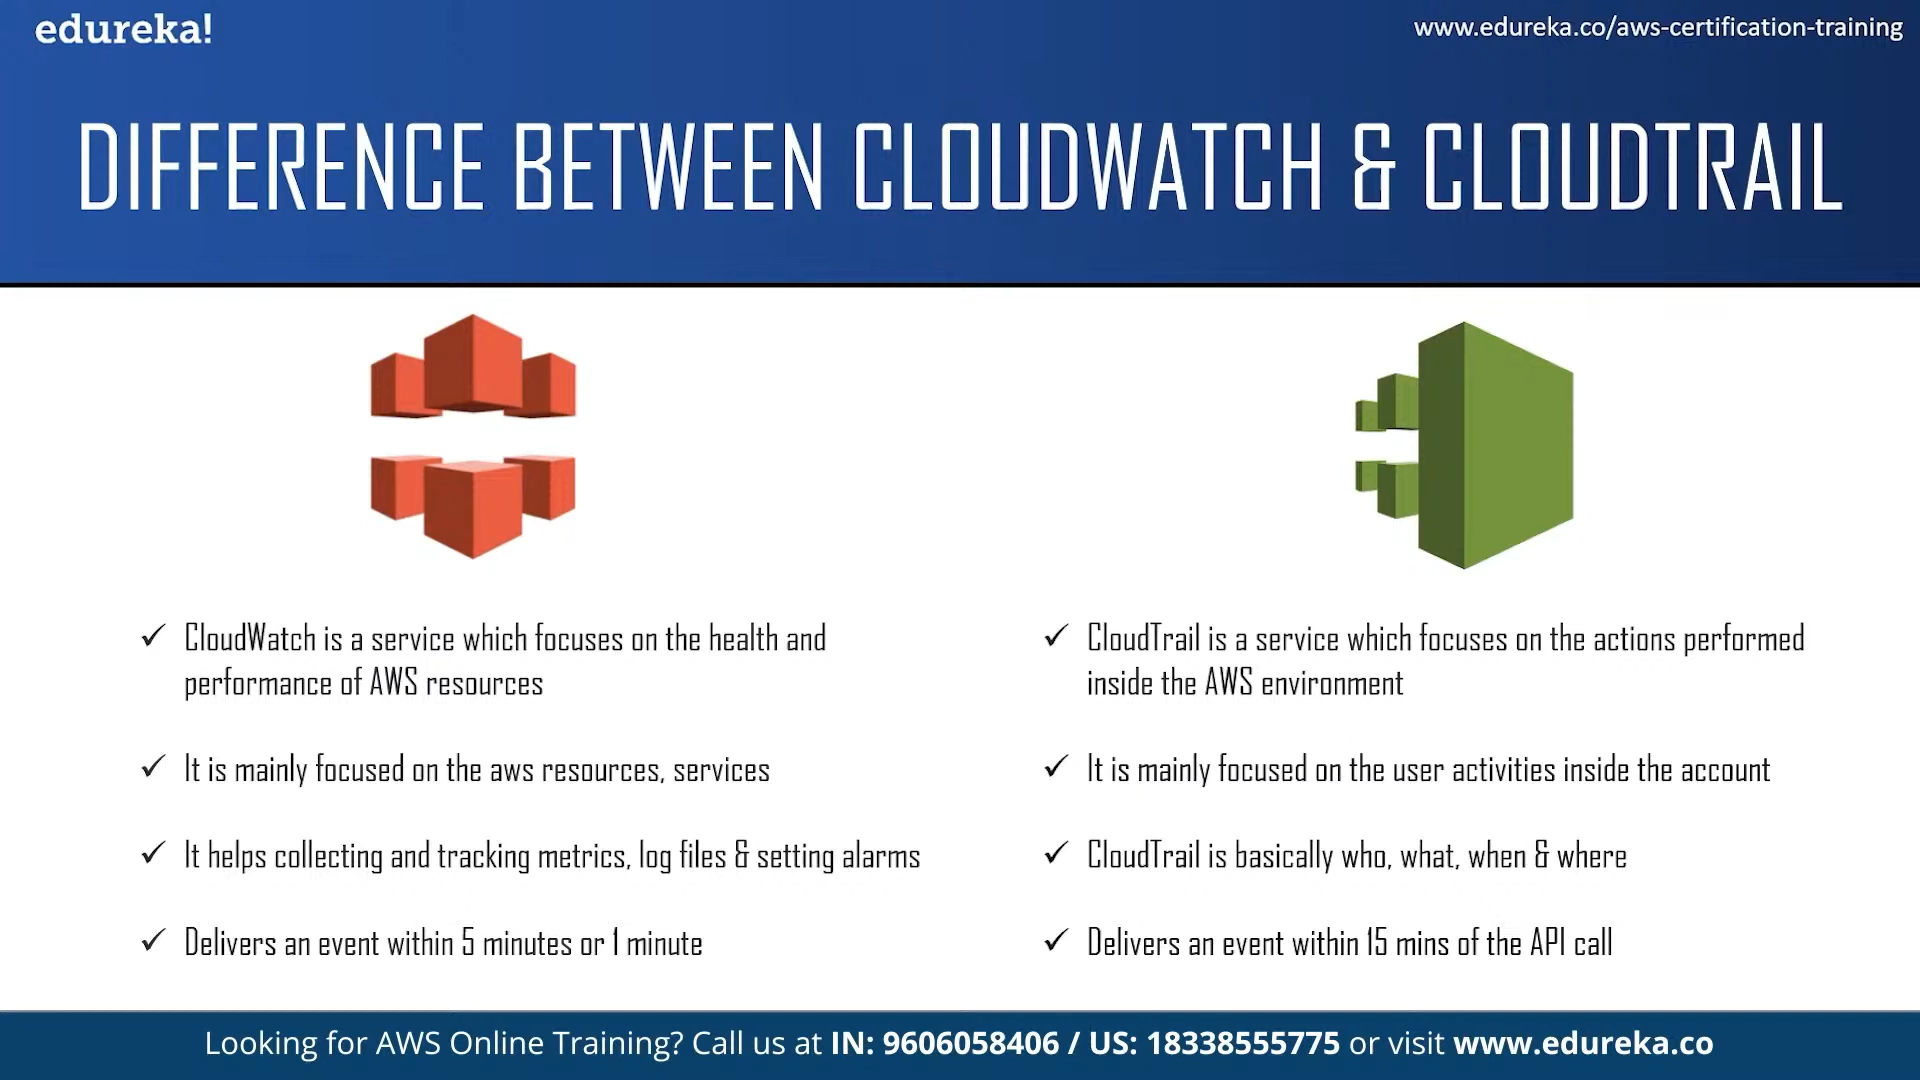 edureka!
www.edureka.co/aws-certification-training
DIFFERENCE BETWEEN CLOUDWATCH & CLOUDTRAIL
✓ CloudWatch is a service which focuses on the health and
performance of AWS resources
✓ It is mainly focused on the aws resources, services
✓ It helps collecting and tracking metrics, log files & setting alarms
✓ Delivers an event within 5 minutes or 1 minute
✓ CloudTrail is a service which focuses on the actions performed
inside the AWS environment
✓ It is mainly focused on the user activities inside the account
✓ CloudTrail is basically who, what, when & where
✓ Delivers an event within 15 mins of the API call
Looking for AWS Online Training? Call us at IN: 9606058406 / US: 18338555775 or visit www.edureka.co